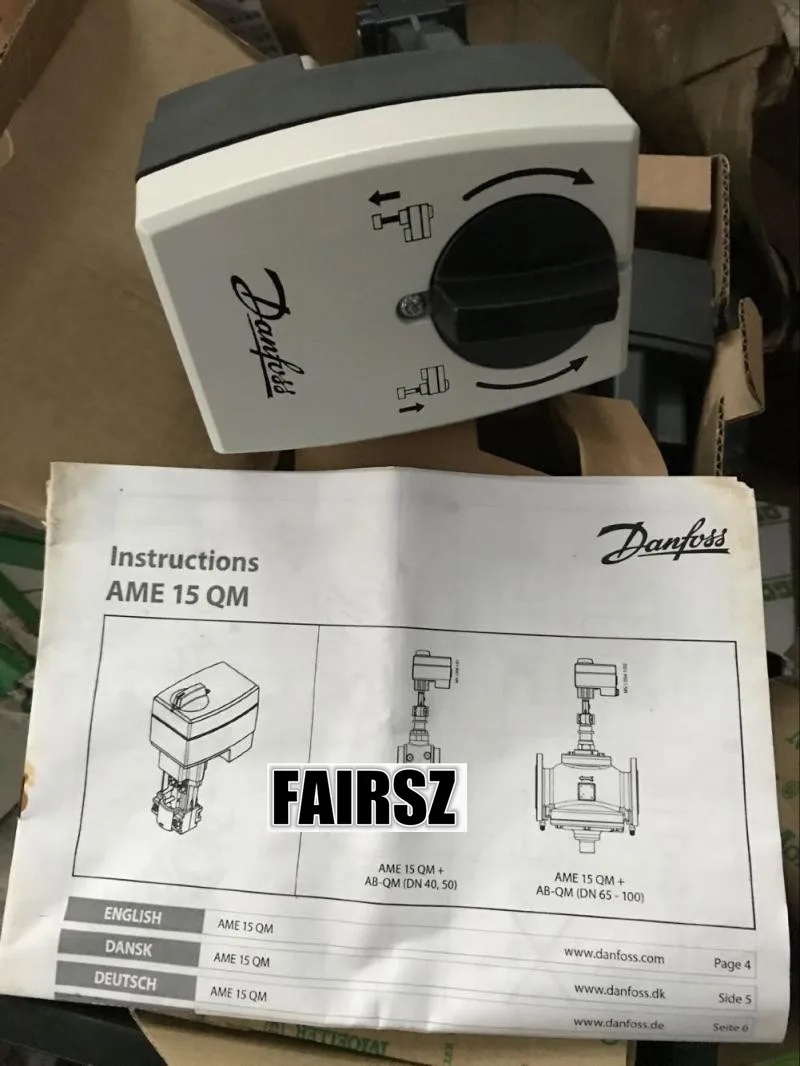 Danfoss
Danfoss
Instructions
AME 15 QM
FAIRSZ
AME 15 QM +
AB-QM (DN 40, 50)
AME 15 QM +
AB-QM (DN 65 - 100)
ENGLISH AME 15 QM www.danfoss.com Page 4
DANSK AME 15 QM www.danfoss.dk Side 5
DEUTSCH AME 15 QM www.danfoss.de Seite 6
MOELLER